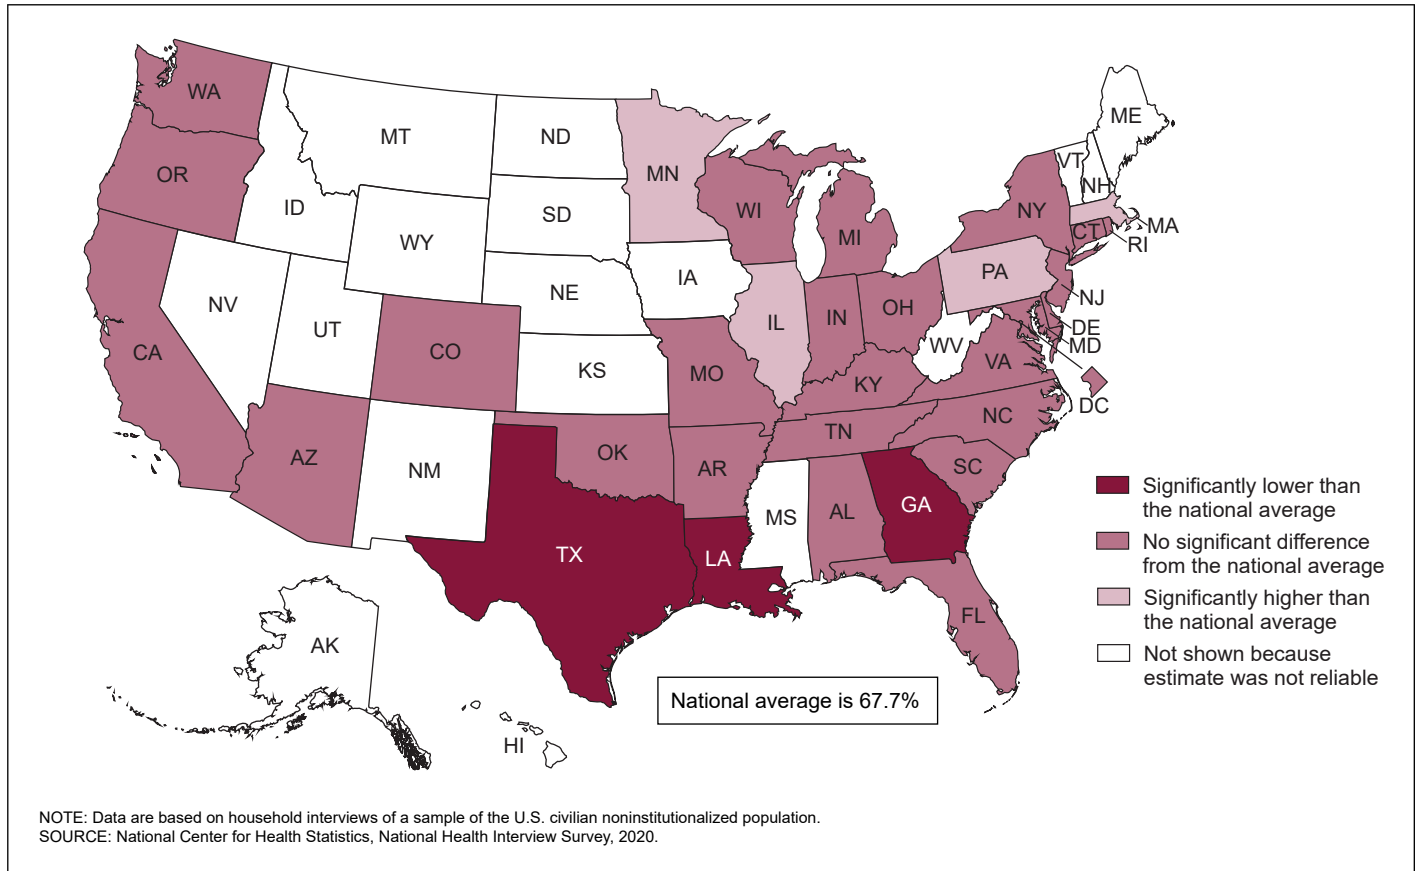 WA
MT
ND
MN
ME
VT
NH
OR
ID
SD
WI
NY
MA
WY
MI
CT
RI
IA
PA
NV
NE
NJ
UT
IL
IN
OH
DE
CA
CO
WV
MD
KS
MO
VA
KY
DC
NC
TN
AZ
NM
OK
AR
SC
MS
AL
GA
TX
LA
FL
AK
HI
Significantly lower than
the national average
No significant difference
from the national average
Significantly higher than
the national average
Not shown because
estimate was not reliable
National average is 67.7%
NOTE: Data are based on household interviews of a sample of the U.S. civilian noninstitutionalized population.
SOURCE: National Center for Health Statistics, National Health Interview Survey, 2020.